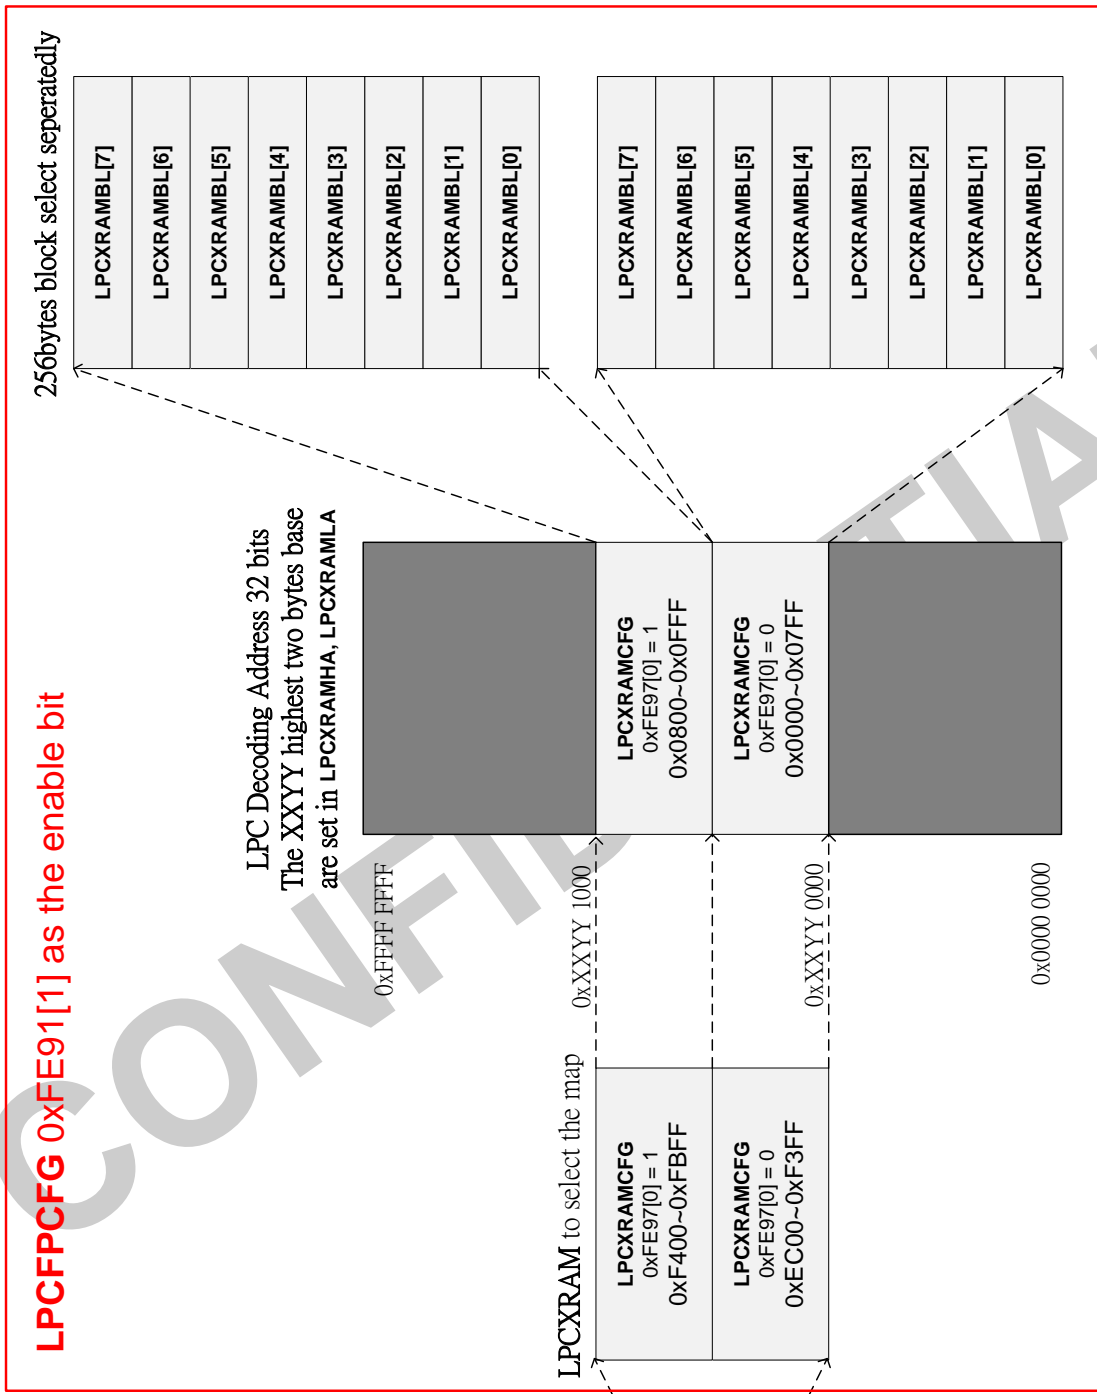 LPCFPCFG 0xFE91[1] as the enable bit
256bytes block select seperatedly
LPC Decoding Address 32 bits
The XXYY highest two bytes base
are set in LPCXRAMHA, LPCXRAMLA
LPCXRAM to select the map
LPCXRAMCFG
0xFE97[0] = 1
0xF400~0xFBFF
LPCXRAMCFG
0xFE97[0] = 0
0xEC00~0xF3FF
0xFFFF FFFF
0xXXYY 1000
0xXXYY 0000
0x0000 0000
LPCXRAMCFG
0xFE97[0] = 1
0x0800~0x0FFF
LPCXRAMCFG
0xFE97[0] = 0
0x0000~0x07FF
LPCXRAMBL[7]
LPCXRAMBL[6]
LPCXRAMBL[5]
LPCXRAMBL[4]
LPCXRAMBL[3]
LPCXRAMBL[2]
LPCXRAMBL[1]
LPCXRAMBL[0]
LPCXRAMBL[7]
LPCXRAMBL[6]
LPCXRAMBL[5]
LPCXRAMBL[4]
LPCXRAMBL[3]
LPCXRAMBL[2]
LPCXRAMBL[1]
LPCXRAMBL[0]